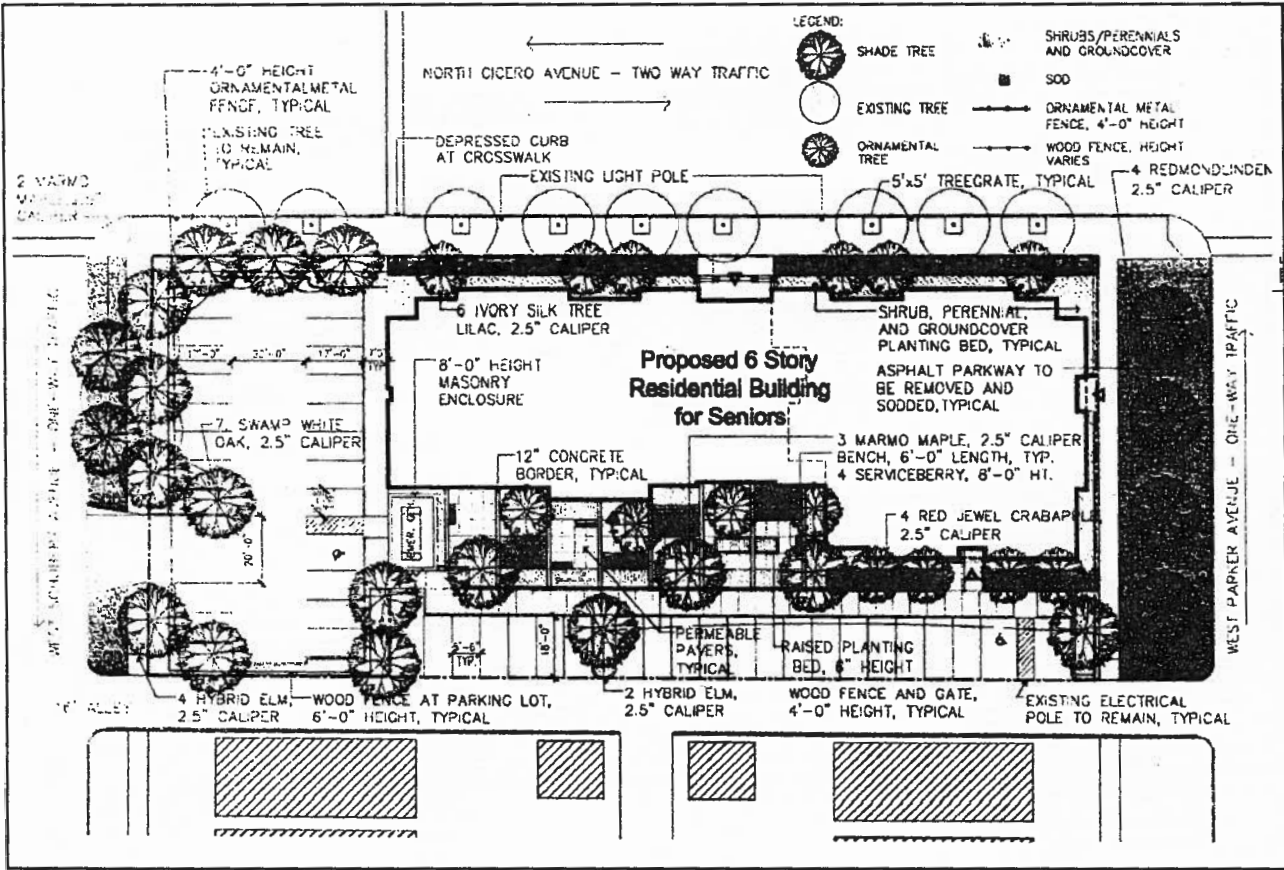 LEGEND:
SHADE TREE
EXISTING TREE
ORNAMENTAL
TREE
SHRUBS/PERENNIALS
AND GROUNDCOVER
SOD
ORNAMENTAL METAL
FENCE, 4'-0" HEIGHT
WOOD FENCE, HEIGHT
VARIES
NORTH CICERO AVENUE - TWO WAY TRAFFIC
4'-0" HEIGHT
ORNAMENTALMETAL
FENCE, TYPICAL
EXISTING TREE
TO REMAIN,
TYPICAL
DEPRESSED CURB
AT CROSSWALK
EXISTING LIGHT POLE
5'x5' TREEGRATE, TYPICAL
4 REDMONDLINDEN
2.5" CALIPER
2 MARMO
CALIPER
6 IVORY SILK TREE
LILAC, 2.5" CALIPER
8'-0" HEIGHT
MASONRY
ENCLOSURE
Proposed 6 Story
Residential Building
for Seniors
SHRUB, PERENNIAL,
AND GROUNDCOVER
PLANTING BED, TYPICAL
ASPHALT PARKWAY TO
BE REMOVED AND
SODDED, TYPICAL
7 SWAMP WHITE
OAK, 2.5" CALIPER
12" CONCRETE
BORDER, TYPICAL
3 MARMO MAPLE, 2.5" CALIPER
BENCH, 6'-0" LENGTH, TYP.
4 SERVICEBERRY, 8'-0" HT.
4 RED JEWEL CRABAPPLE
2.5" CALIPER
20'-0"
18'-0"
TYP.
PERMEABLE
PAVERS,
TYPICAL
RAISED PLANTING
BED, 6" HEIGHT
4 HYBRID ELM,
2.5" CALIPER
WOOD FENCE AT PARKING LOT,
6'-0" HEIGHT, TYPICAL
2 HYBRID ELM,
2.5" CALIPER
WOOD FENCE AND GATE,
4'-0" HEIGHT, TYPICAL
EXISTING ELECTRICAL
POLE TO REMAIN, TYPICAL
16' ALLEY
WEST PARKER AVENUE - ONE-WAY TRAFFIC